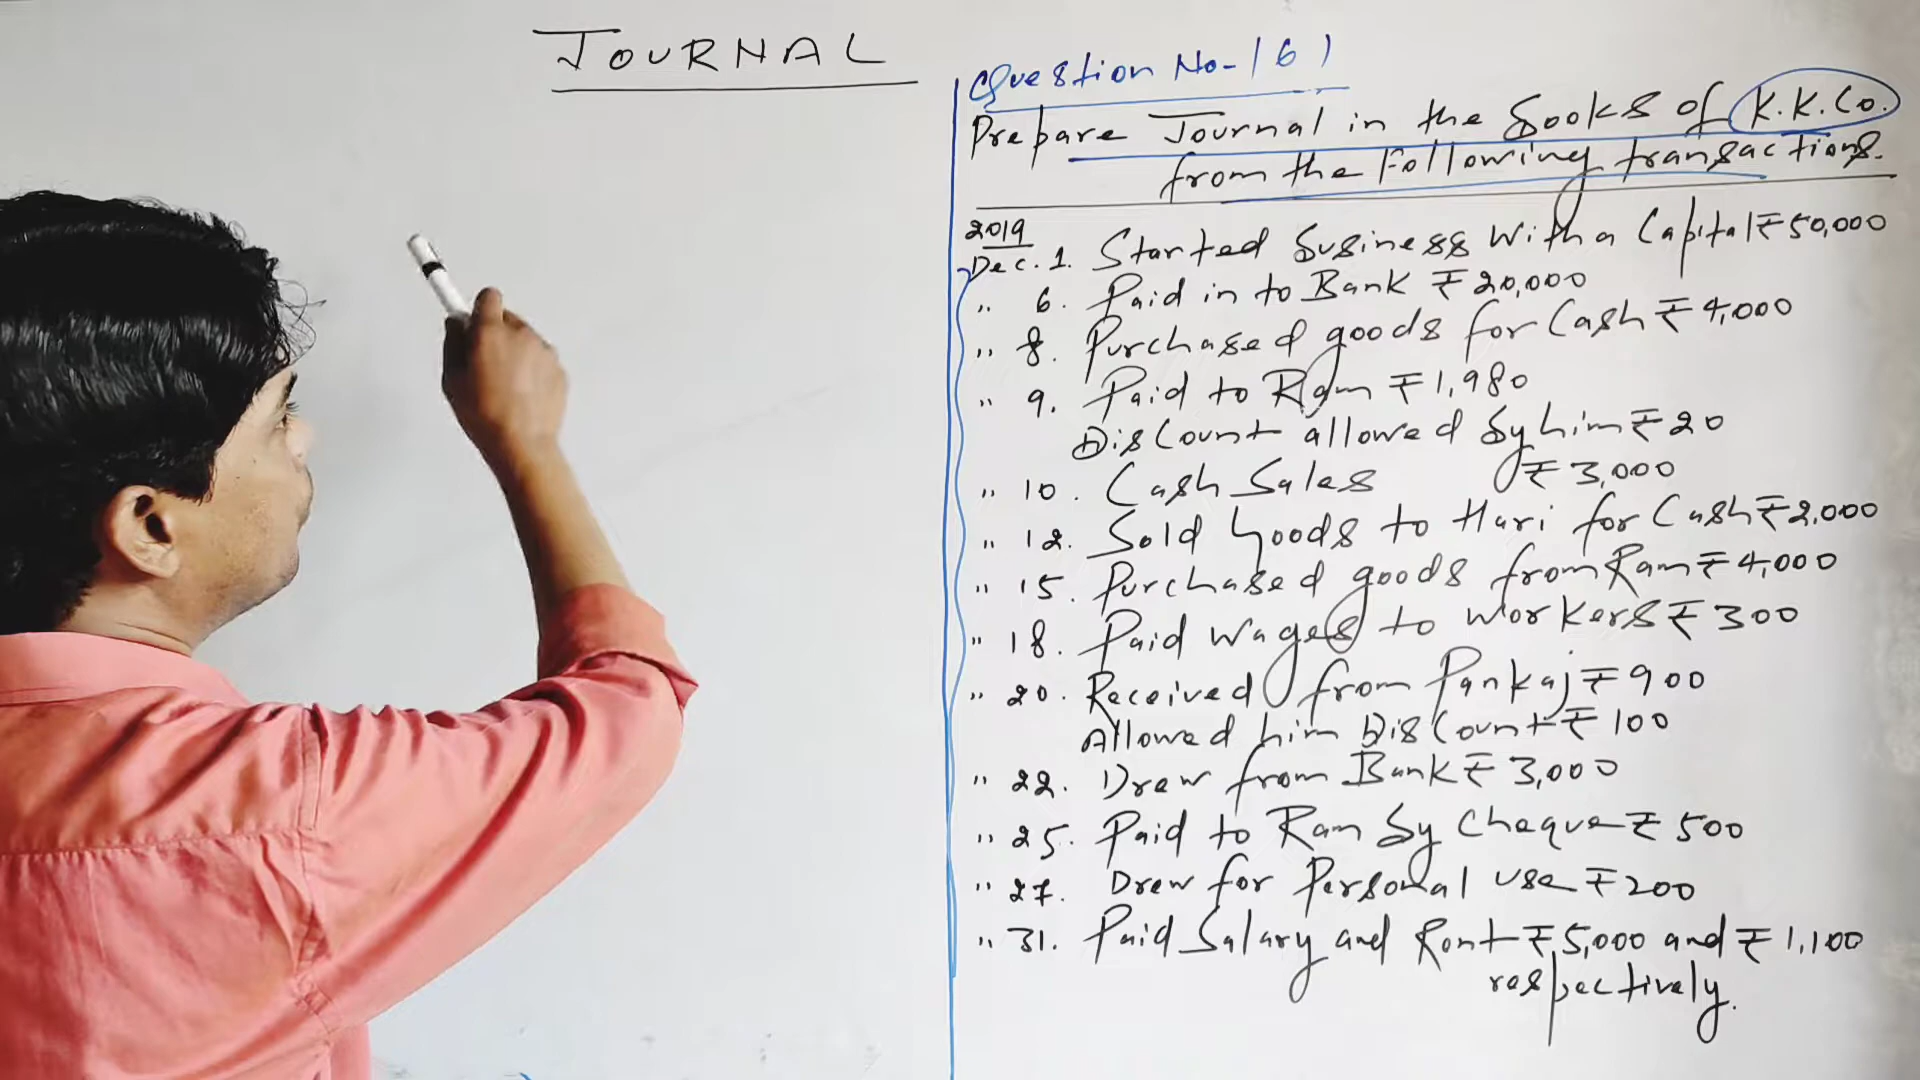 JOURNAL
Question No-161
Prepare Journal in the books of K.K.Co.
from the following transactions.
2019
Dec. 1. Started business with a Capital ₹50,000
,, 6. Paid in to Bank ₹20,000
,, 8. Purchased goods for Cash ₹4,000
,, 9. Paid to Ram ₹1,980
Discount allowed by him ₹20
,, 10. Cash Sales ₹3,000
,, 12. Sold Goods to Hari for Cash ₹2,000
,, 15. Purchased goods from Ram ₹4,000
,, 18. Paid wages to workers ₹300
,, 20. Received from Pankaj ₹900
Allowed him Discount ₹100
,, 22. Drew from Bank ₹3,000
,, 25. Paid to Ram by Cheque ₹500
,, 27. Drew for Personal use ₹200
,, 31. Paid Salary and Rent ₹5,000 and ₹1,100
respectively.